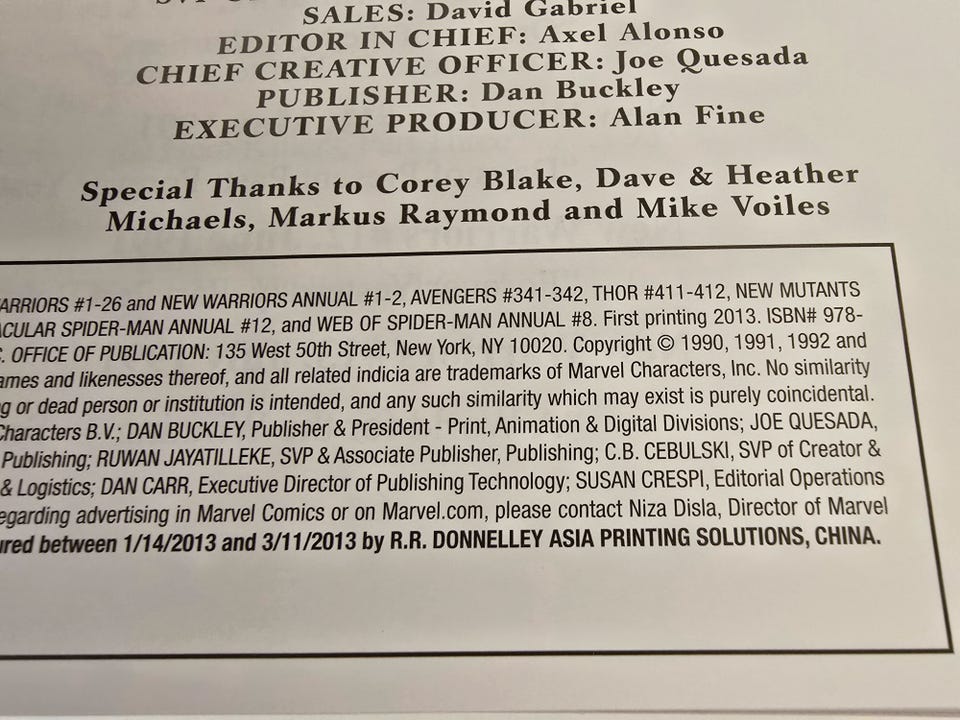 SALES: David Gabriel
EDITOR IN CHIEF: Axel Alonso
CHIEF CREATIVE OFFICER: Joe Quesada
PUBLISHER: Dan Buckley
EXECUTIVE PRODUCER: Alan Fine
Special Thanks to Corey Blake, Dave & Heather
Michaels, Markus Raymond and Mike Voiles
ARRIORS #1-26 and NEW WARRIORS ANNUAL #1-2, AVENGERS #341-342, THOR #411-412, NEW MUTANTS
ACULAR SPIDER-MAN ANNUAL #12, and WEB OF SPIDER-MAN ANNUAL #8. First printing 2013. ISBN# 978-
C. OFFICE OF PUBLICATION: 135 West 50th Street, New York, NY 10020. Copyright © 1990, 1991, 1992 and
ames and likenesses thereof, and all related indicia are trademarks of Marvel Characters, Inc. No similarity
g or dead person or institution is intended, and any such similarity which may exist is purely coincidental.
Characters B.V.; DAN BUCKLEY, Publisher & President - Print, Animation & Digital Divisions; JOE QUESADA,
Publishing; RUWAN JAYATILLEKE, SVP & Associate Publisher, Publishing; C.B. CEBULSKI, SVP of Creator &
& Logistics; DAN CARR, Executive Director of Publishing Technology; SUSAN CRESPI, Editorial Operations
egarding advertising in Marvel Comics or on Marvel.com, please contact Niza Disla, Director of Marvel
ured between 1/14/2013 and 3/11/2013 by R.R. DONNELLEY ASIA PRINTING SOLUTIONS, CHINA.